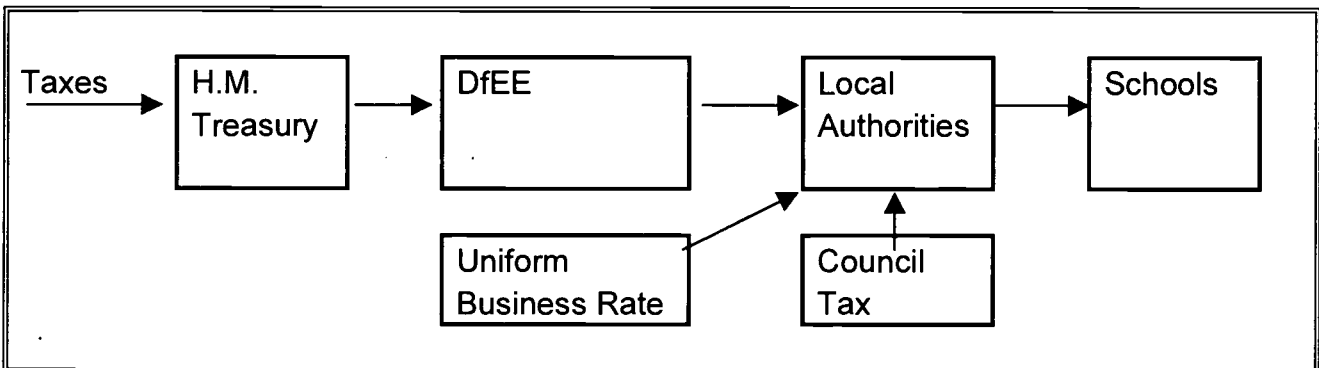 Taxes
H.M.
Treasury
DfEE
Local
Authorities
Schools
Uniform
Business Rate
Council
Tax